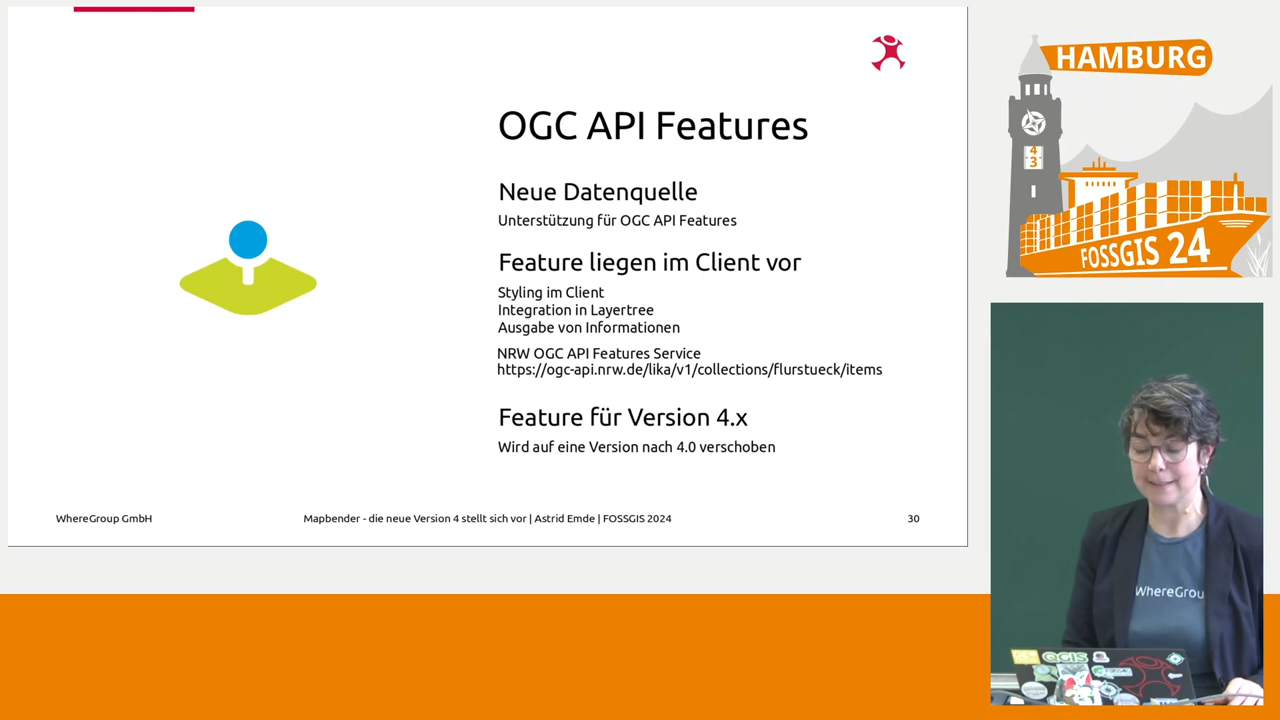 OGC API Features
Neue Datenquelle
Unterstützung für OGC API Features
Feature liegen im Client vor
Styling im Client
Integration in Layertree
Ausgabe von Informationen
NRW OGC API Features Service
https://ogc-api.nrw.de/lika/v1/collections/flurstueck/items
Feature für Version 4.x
Wird auf eine Version nach 4.0 verschoben
WhereGroup GmbH
Mapbender - die neue Version 4 stellt sich vor | Astrid Emde | FOSSGIS 2024
30
HAMBURG
4
3
FOSSGIS 24
WhereGrou
QGIS